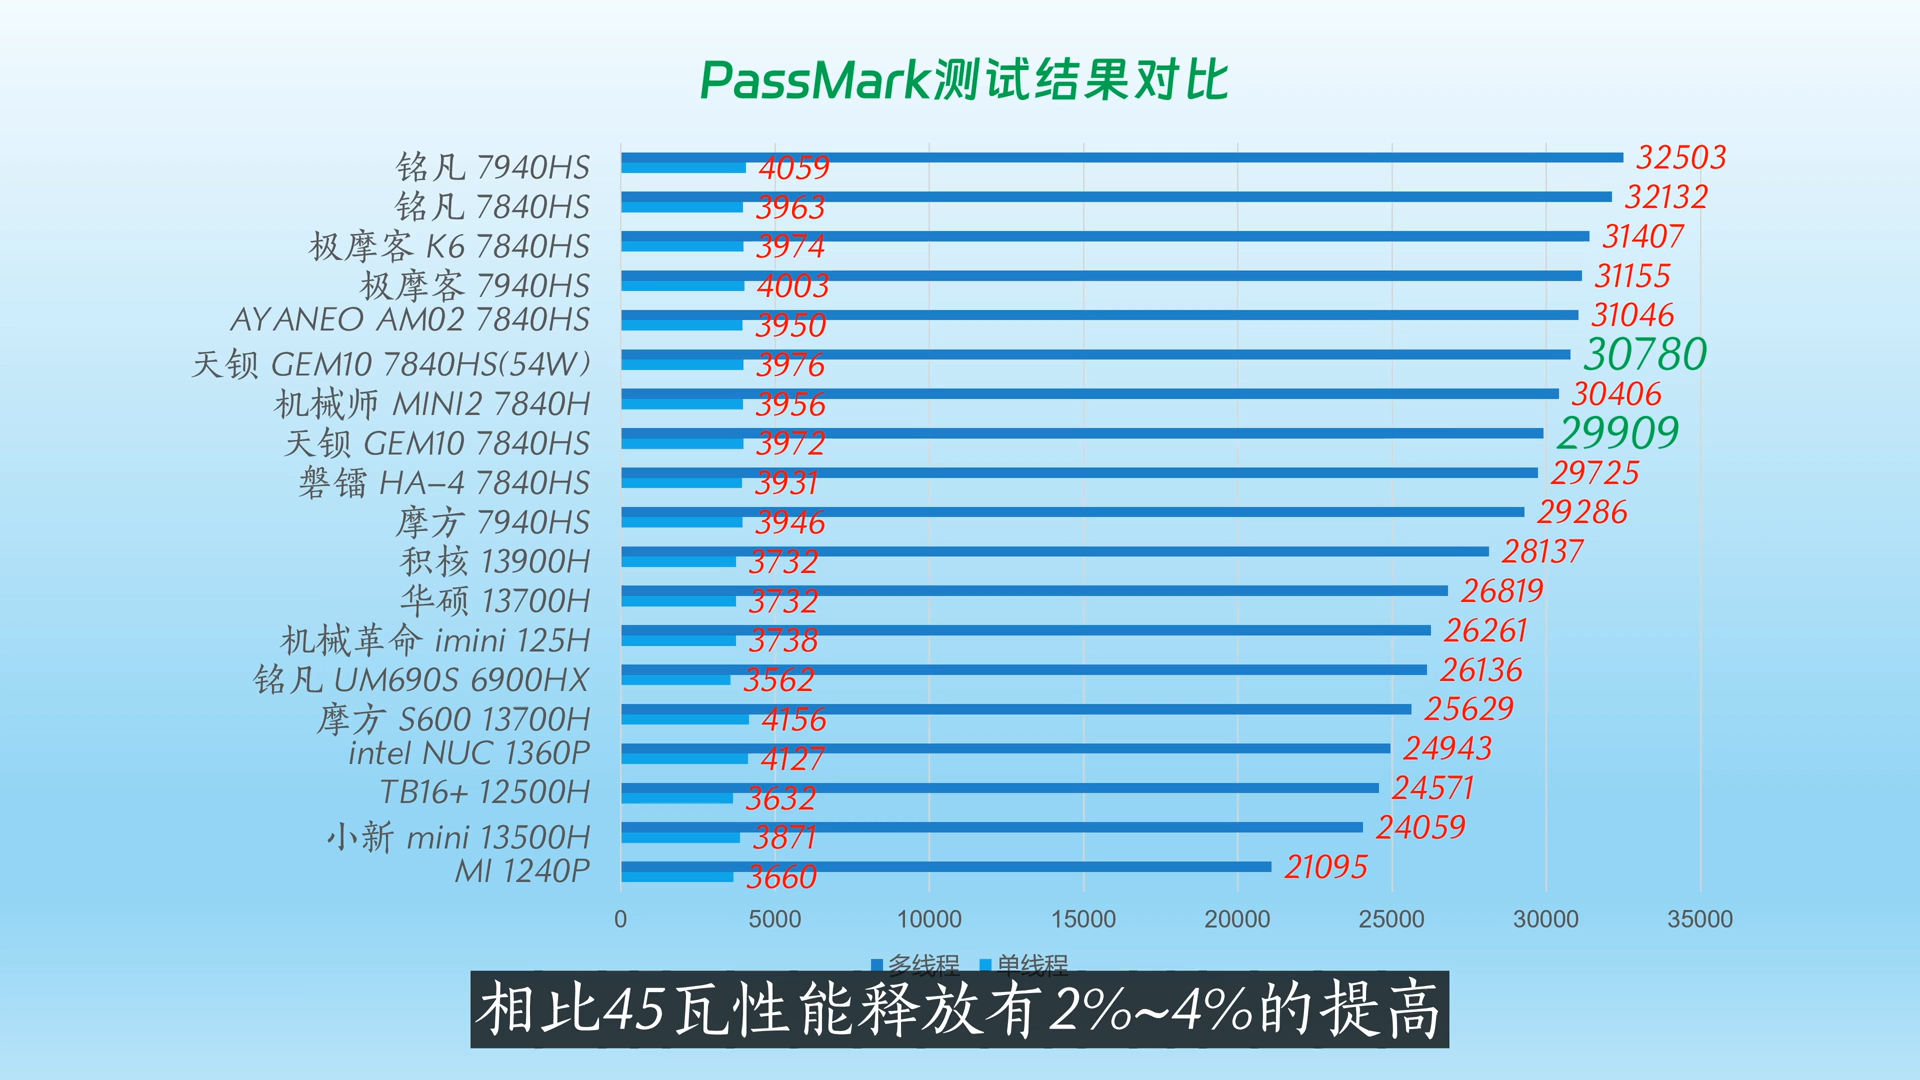 PassMark测试结果对比
铭凡 7940HS 4059 32503
铭凡 7840HS 3963 32132
极摩客 K6 7840HS 3974 31407
极摩客 7940HS 4003 31155
AYANEO AM02 7840HS 3950 31046
天钡 GEM10 7840HS(54W) 3976 30780
机械师 MINI2 7840H 3956 30406
天钡 GEM10 7840HS 3972 29909
磐镭 HA-4 7840HS 3931 29725
摩方 7940HS 3946 29286
积核 13900H 3732 28137
华硕 13700H 3732 26819
机械革命 imini 125H 3738 26261
铭凡 UM690S 6900HX 3562 26136
摩方 S600 13700H 4156 25629
intel NUC 1360P 4127 24943
TB16+ 12500H 3632 24571
小新 mini 13500H 3871 24059
MI 1240P 3660 21095
0 5000 10000 15000 20000 25000 30000 35000
多线程 单线程
相比45瓦性能释放有2%~4%的提高